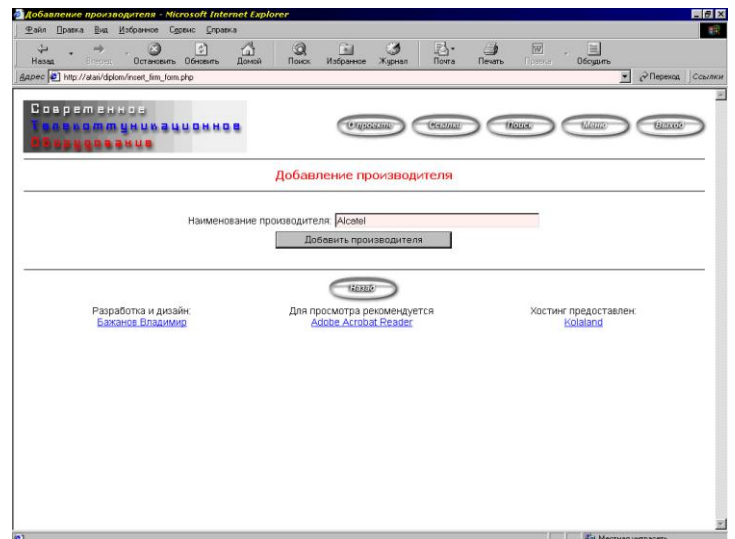 Добавление производителя - Microsoft Internet Explorer
Файл Правка Вид Избранное Сервис Справка
Назад Вперед Остановить Обновить Домой Поиск Избранное Журнал Почта Печать Правка Обсудить
Адрес http://atas/diplom/insert_firm_form.php Переход Ссылки
Современное
Телекоммуникационное
Оборудование
О проекте Ссылки Поиск Меню Выход
Добавление производителя
Наименование производителя: Alcatel
Добавить производителя
Назад
Разработка и дизайн: Для просмотра рекомендуется Хостинг предоставлен:
Бажанов Владимир Adobe Acrobat Reader Kolaland
Местная интрасеть